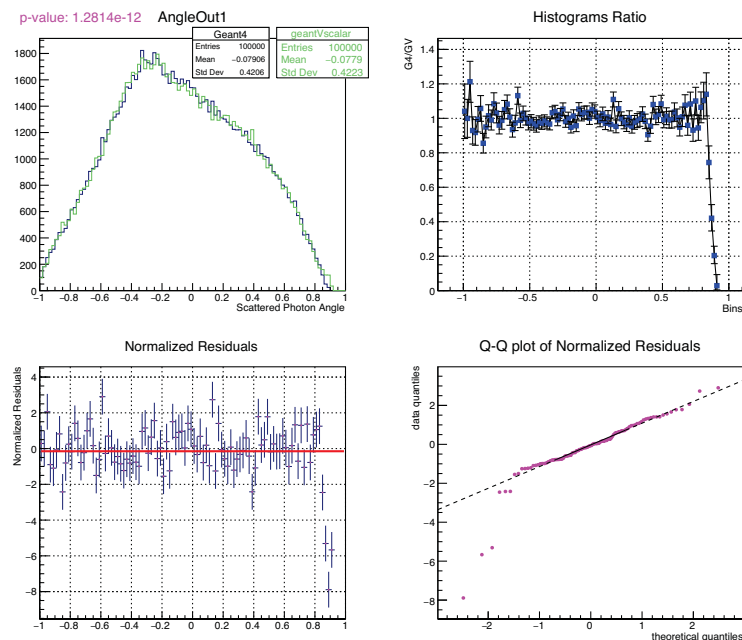 p-value: 1.2814e-12
AngleOut1
Geant4
Entries 100000
Mean −0.07906
Std Dev 0.4206
geantVscalar
Entries 100000
Mean −0.0779
Std Dev 0.4223
1800
1600
1400
1200
1000
800
600
400
200
0
−1 −0.8 −0.6 −0.4 −0.2 0 0.2 0.4 0.6 0.8 1
Scattered Photon Angle
Histograms Ratio
G4/GV
1.4
1.2
1.0
0.8
0.6
0.4
0.2
0.0
−1 −0.5 0 0.5 1
Bins
Normalized Residuals
Normalized Residuals
4
2
0
−2
−4
−6
−8
−1 −0.8 −0.6 −0.4 −0.2 0 0.2 0.4 0.6 0.8 1
Q-Q plot of Normalized Residuals
data quantiles
2
0
−2
−4
−6
−8
−2 −1 0 1 2
theoretical quantiles